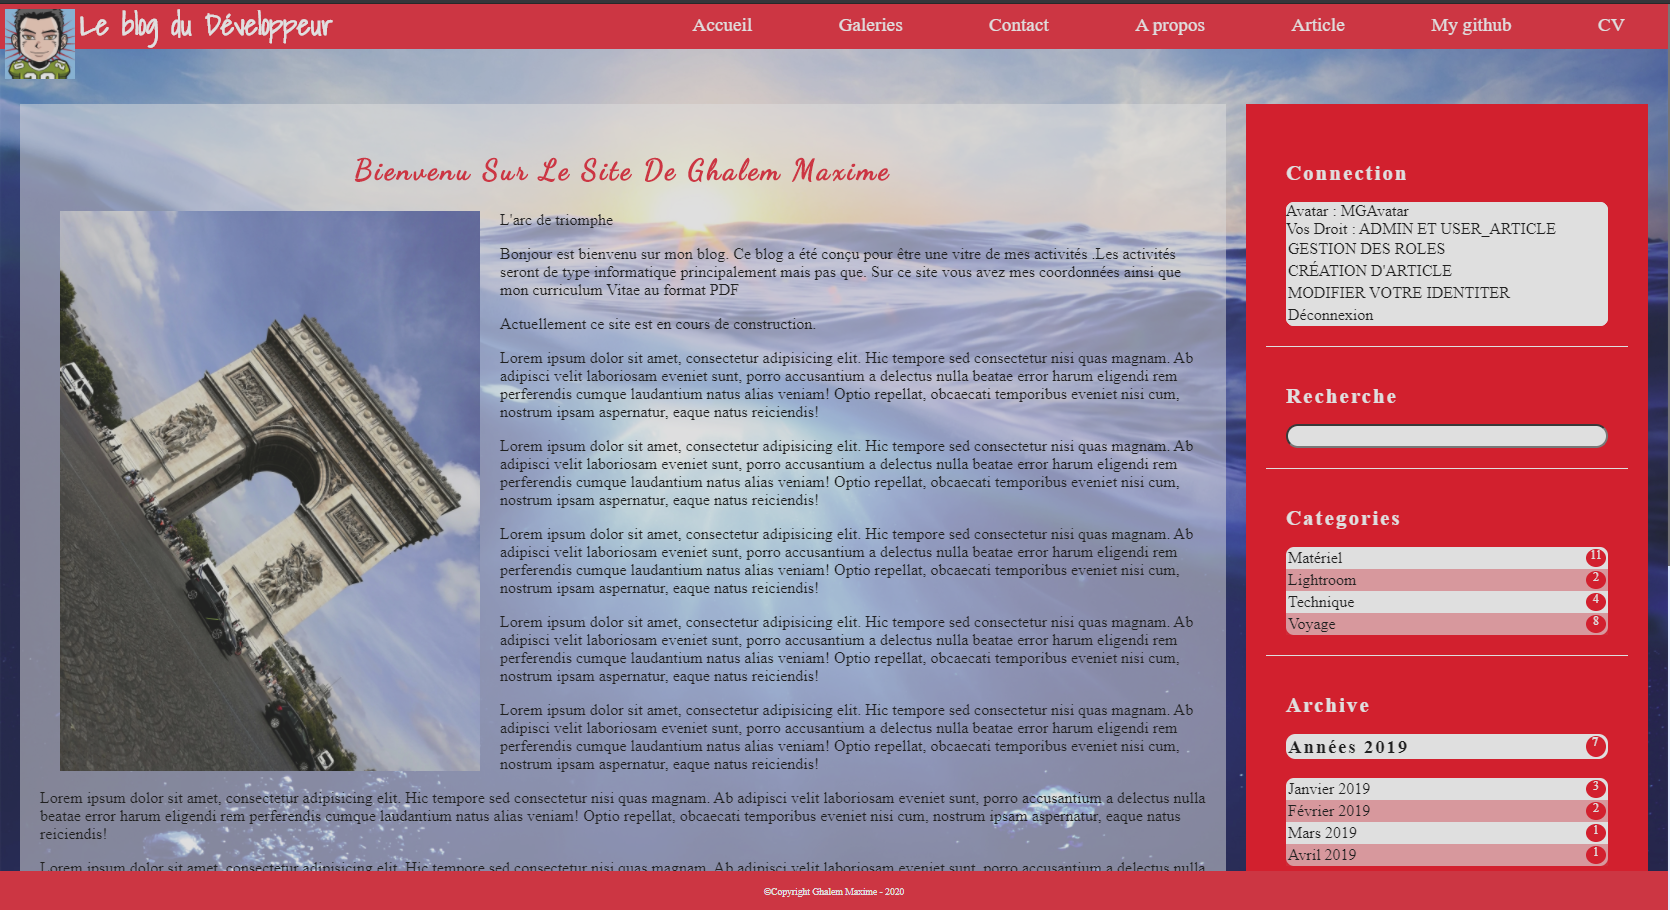 Le blog du Développeur
Accueil
Galeries
Contact
A propos
Article
My github
CV
Bienvenu Sur Le Site De Ghalem Maxime
L'arc de triomphe
Bonjour est bienvenu sur mon blog. Ce blog a été conçu pour être une vitre de mes activités .Les activités
seront de type informatique principalement mais pas que. Sur ce site vous avez mes coordonnées ainsi que
mon curriculum Vitae au format PDF
Actuellement ce site est en cours de construction.
Lorem ipsum dolor sit amet, consectetur adipisicing elit. Hic tempore sed consectetur nisi quas magnam. Ab
adipisci velit laboriosam eveniet sunt, porro accusantium a delectus nulla beatae error harum eligendi rem
perferendis cumque laudantium natus alias veniam! Optio repellat, obcaecati temporibus eveniet nisi cum,
nostrum ipsam aspernatur, eaque natus reiciendis!
Lorem ipsum dolor sit amet, consectetur adipisicing elit. Hic tempore sed consectetur nisi quas magnam. Ab
adipisci velit laboriosam eveniet sunt, porro accusantium a delectus nulla beatae error harum eligendi rem
perferendis cumque laudantium natus alias veniam! Optio repellat, obcaecati temporibus eveniet nisi cum,
nostrum ipsam aspernatur, eaque natus reiciendis!
Lorem ipsum dolor sit amet, consectetur adipisicing elit. Hic tempore sed consectetur nisi quas magnam. Ab
adipisci velit laboriosam eveniet sunt, porro accusantium a delectus nulla beatae error harum eligendi rem
perferendis cumque laudantium natus alias veniam! Optio repellat, obcaecati temporibus eveniet nisi cum,
nostrum ipsam aspernatur, eaque natus reiciendis!
Lorem ipsum dolor sit amet, consectetur adipisicing elit. Hic tempore sed consectetur nisi quas magnam. Ab
adipisci velit laboriosam eveniet sunt, porro accusantium a delectus nulla beatae error harum eligendi rem
perferendis cumque laudantium natus alias veniam! Optio repellat, obcaecati temporibus eveniet nisi cum,
nostrum ipsam aspernatur, eaque natus reiciendis!
Lorem ipsum dolor sit amet, consectetur adipisicing elit. Hic tempore sed consectetur nisi quas magnam. Ab
adipisci velit laboriosam eveniet sunt, porro accusantium a delectus nulla beatae error harum eligendi rem
perferendis cumque laudantium natus alias veniam! Optio repellat, obcaecati temporibus eveniet nisi cum,
nostrum ipsam aspernatur, eaque natus reiciendis!
Lorem ipsum dolor sit amet, consectetur adipisicing elit. Hic tempore sed consectetur nisi quas magnam. Ab adipisci velit laboriosam eveniet sunt, porro accusantium a delectus nulla
beatae error harum eligendi rem perferendis cumque laudantium natus alias veniam! Optio repellat, obcaecati temporibus eveniet nisi cum, nostrum ipsam aspernatur, eaque natus
reiciendis!
Lorem ipsum dolor sit amet, consectetur adipisicing elit. Hic tempore sed consectetur nisi quas magnam. Ab adipisci velit laboriosam eveniet sunt, porro accusantium a delectus nulla
Connection
Avatar : MGAvatar
Vos Droit : ADMIN ET USER_ARTICLE
GESTION DES ROLES
CRÉATION D'ARTICLE
MODIFIER VOTRE IDENTITER
Déconnexion
Recherche
Categories
Matériel 11
Lightroom 2
Technique 4
Voyage 8
Archive
Années 2019 7
Janvier 2019 3
Février 2019 2
Mars 2019 1
Avril 2019 1
©Copyright Ghalem Maxime - 2020